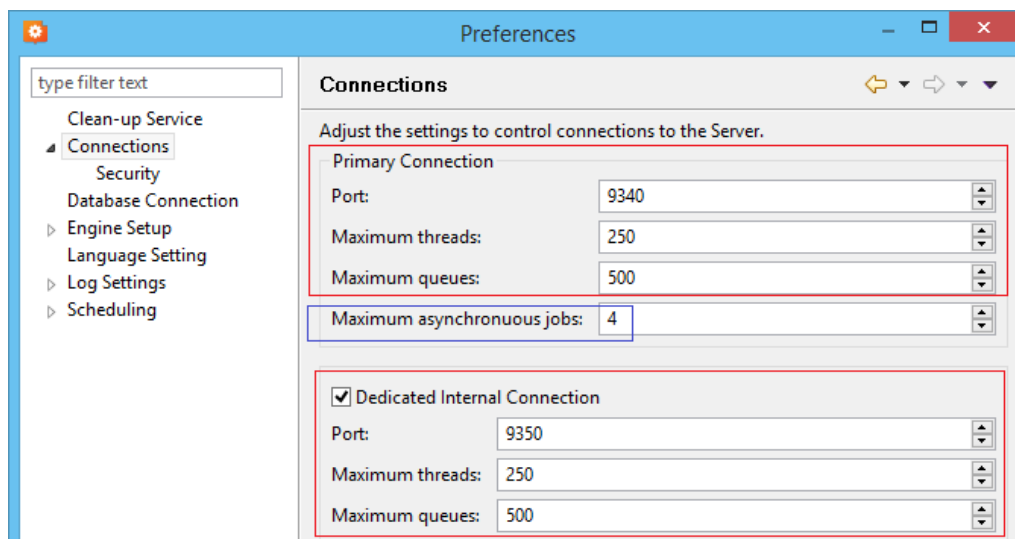 Preferences
type filter text
Clean-up Service
Connections
Security
Database Connection
Engine Setup
Language Setting
Log Settings
Scheduling
Connections
Adjust the settings to control connections to the Server.
Primary Connection
Port: 9340
Maximum threads: 250
Maximum queues: 500
Maximum asynchronuous jobs: 4
Dedicated Internal Connection
Port: 9350
Maximum threads: 250
Maximum queues: 500